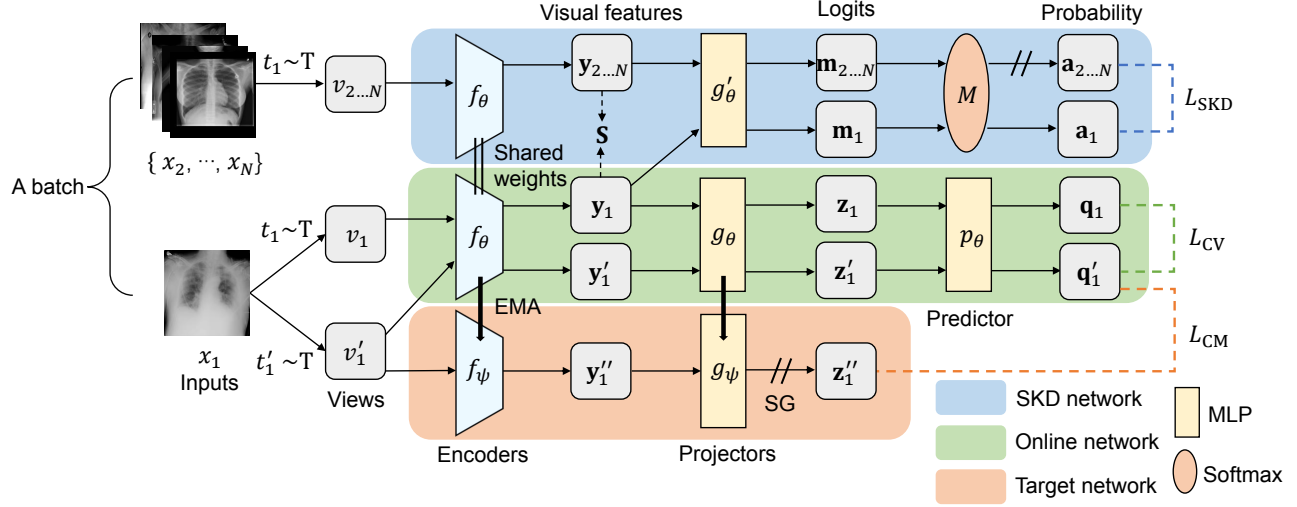 Visual features
Logits
Probability
t₁~T
v₂...N
f_θ
y₂...N
g′_θ
m₂...N
M
a₂...N
L_SKD
S
m₁
a₁
{ x₂, ⋯, x_N}
Shared
weights
A batch
t₁~T
v₁
f_θ
y₁
g_θ
z₁
p_θ
q₁
L_CV
y′₁
z′₁
q′₁
EMA
Predictor
x₁
Inputs
t′₁ ~T
v′₁
Views
f_ψ
y′′₁
g_ψ
SG
z′′₁
L_CM
Encoders
Projectors
SKD network
Online network
Target network
MLP
Softmax